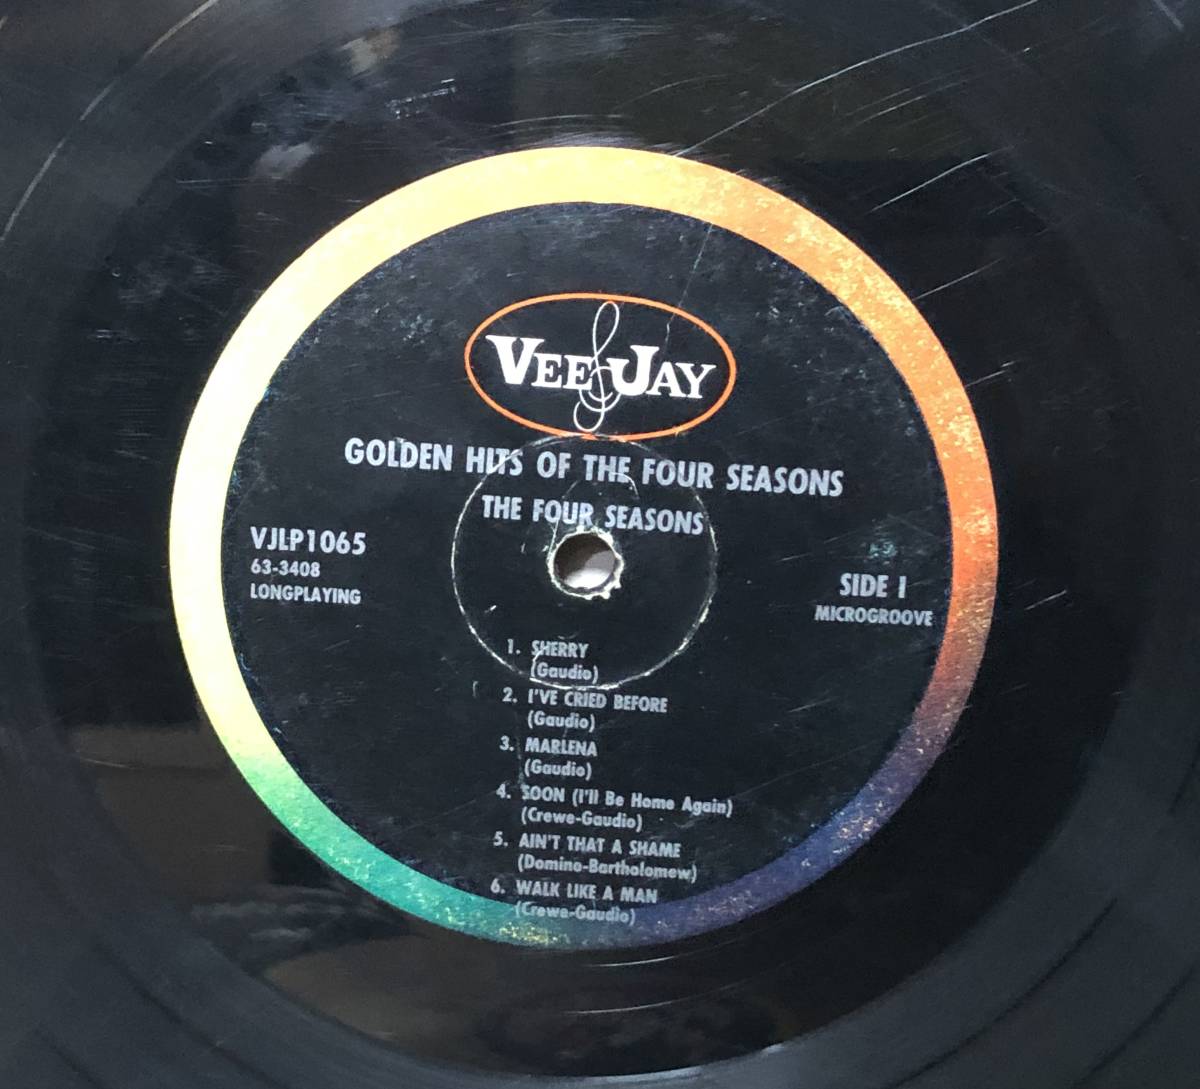 VEE JAY
GOLDEN HITS OF THE FOUR SEASONS
THE FOUR SEASONS
VJLP1065
63-3408
LONGPLAYING
SIDE 1
MICROGROOVE
1. SHERRY
(Gaudio)
2. I'VE CRIED BEFORE
(Gaudio)
3. MARLENA
(Gaudio)
4. SOON (I'll Be Home Again)
(Crewe-Gaudio)
5. AIN'T THAT A SHAME
(Domino-Bartholomew)
6. WALK LIKE A MAN
(Crewe-Gaudio)